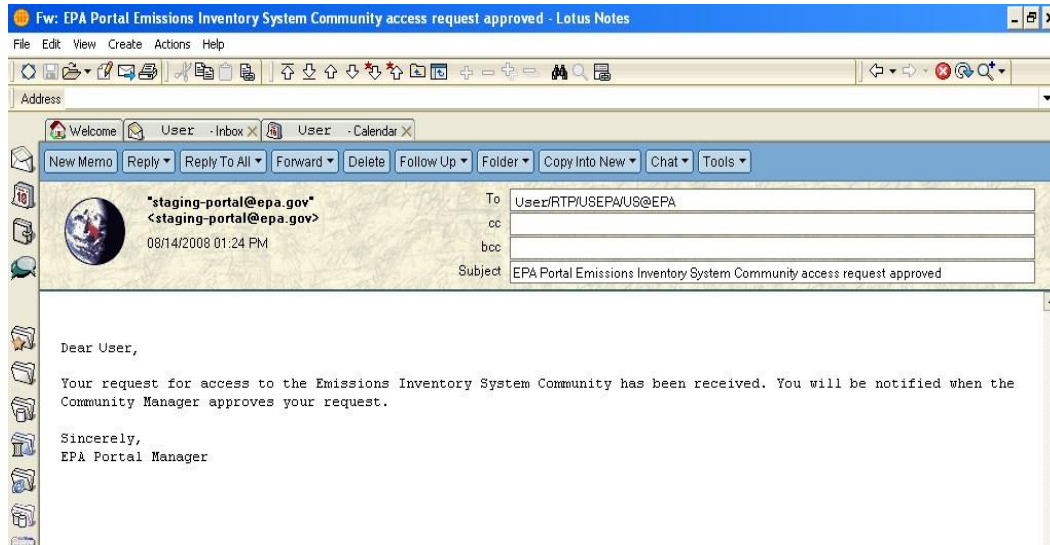 Fw: EPA Portal Emissions Inventory System Community access request approved - Lotus Notes
File Edit View Create Actions Help
Address
Welcome User - Inbox User - Calendar
New Memo Reply Reply To All Forward Delete Follow Up Folder Copy Into New Chat Tools
"staging-portal@epa.gov"
<staging-portal@epa.gov>
08/14/2008 01:24 PM
To User/RTP/USEPA/US@EPA
cc
bcc
Subject EPA Portal Emissions Inventory System Community access request approved
Dear User,
Your request for access to the Emissions Inventory System Community has been received. You will be notified when the
Community Manager approves your request.
Sincerely,
EPA Portal Manager